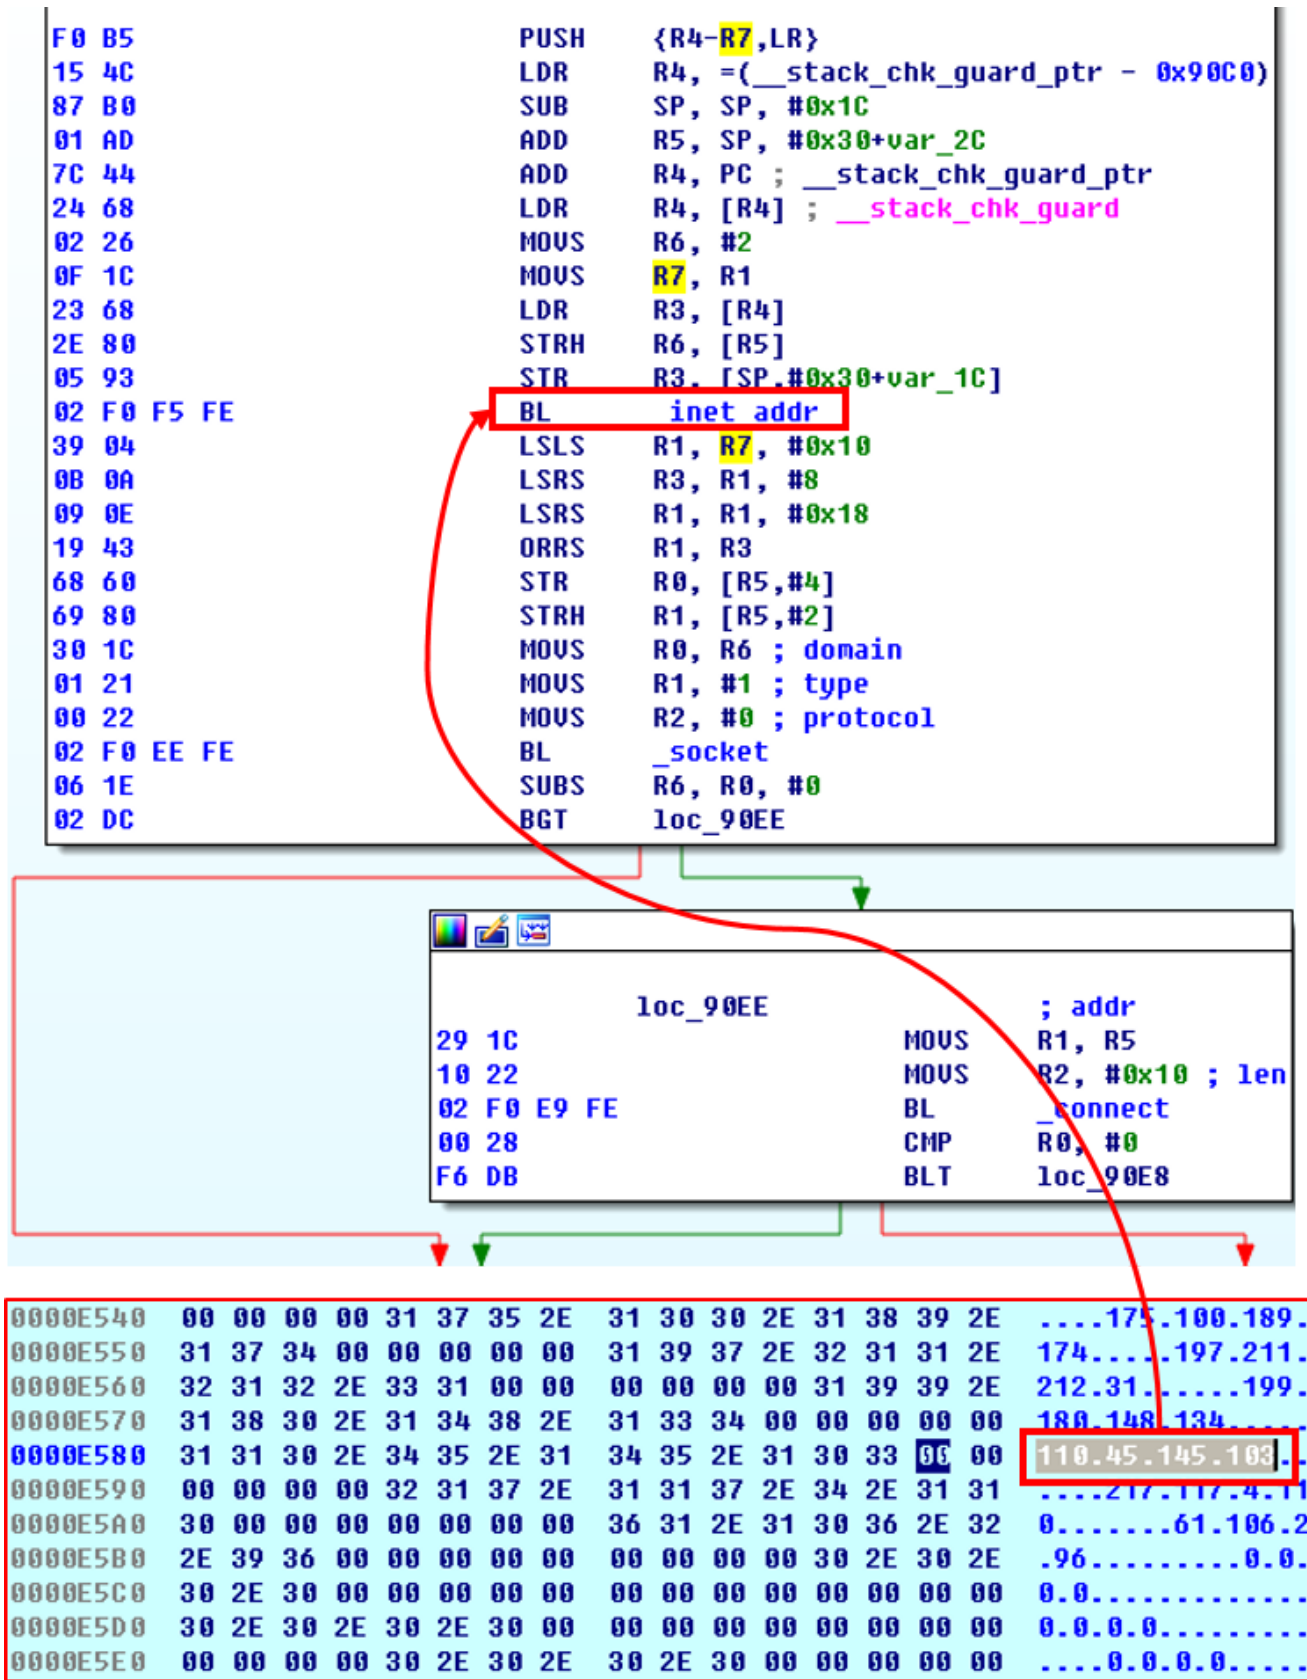 F0 B5 PUSH {R4-R7,LR}
15 4C LDR R4, =(__stack_chk_guard_ptr - 0x90C0)
87 B0 SUB SP, SP, #0x1C
01 AD ADD R5, SP, #0x30+var_2C
7C 44 ADD R4, PC ; __stack_chk_guard_ptr
24 68 LDR R4, [R4] ; __stack_chk_guard
02 26 MOVS R6, #2
0F 1C MOVS R7, R1
23 68 LDR R3, [R4]
2E 80 STRH R6, [R5]
05 93 STR R3, [SP,#0x30+var_1C]
02 F0 F5 FE BL inet_addr
39 04 LSLS R1, R7, #0x10
0B 0A LSRS R3, R1, #8
09 0E LSRS R1, R1, #0x18
19 43 ORRS R1, R3
68 60 STR R0, [R5,#4]
69 80 STRH R1, [R5,#2]
30 1C MOVS R0, R6 ; domain
01 21 MOVS R1, #1 ; type
00 22 MOVS R2, #0 ; protocol
02 F0 EE FE BL _socket
06 1E SUBS R6, R0, #0
02 DC BGT loc_90EE
loc_90EE ; addr
29 1C MOVS R1, R5
10 22 MOVS R2, #0x10 ; len
02 F0 E9 FE BL _connect
00 28 CMP R0, #0
F6 DB BLT loc_90E8
0000E540 00 00 00 00 31 37 35 2E 31 30 30 2E 31 38 39 2E ....175.100.189.
0000E550 31 37 34 00 00 00 00 00 31 39 37 2E 32 31 31 2E 174.....197.211.
0000E560 32 31 32 2E 33 31 00 00 00 00 00 00 31 39 39 2E 212.31......199.
0000E570 31 38 30 2E 31 34 38 2E 31 33 34 00 00 00 00 00 180.148.134.....
0000E580 31 31 30 2E 34 35 2E 31 34 35 2E 31 30 33 00 00 110.45.145.103..
0000E590 00 00 00 00 32 31 37 2E 31 31 37 2E 34 2E 31 31 ....217.117.4.11
0000E5A0 30 00 00 00 00 00 00 00 36 31 2E 31 30 36 2E 32 0.......61.106.2
0000E5B0 2E 39 36 00 00 00 00 00 00 00 00 00 30 2E 30 2E .96.........0.0.
0000E5C0 30 2E 30 00 00 00 00 00 00 00 00 00 00 00 00 00 0.0.............
0000E5D0 30 2E 30 2E 30 2E 30 00 00 00 00 00 00 00 00 00 0.0.0.0.........
0000E5E0 00 00 00 00 30 2E 30 2E 30 2E 30 00 00 00 00 00 ....0.0.0.0.....